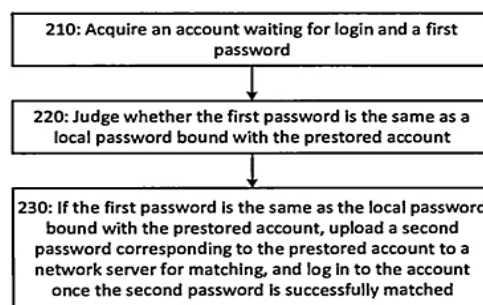 210: Acquire an account waiting for login and a first
password
220: Judge whether the first password is the same as a
local password bound with the prestored account
230: If the first password is the same as the local password
bound with the prestored account, upload a second
password corresponding to the prestored account to a
network server for matching, and log in to the account
once the second password is successfully matched